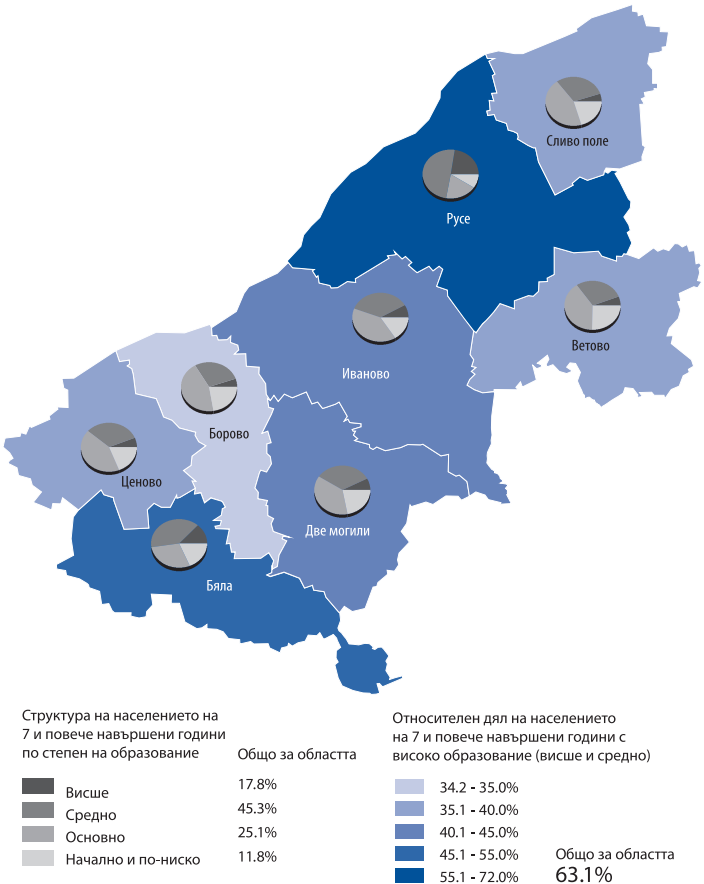 Сливо поле
Русе
Ветово
Иваново
Борово
Ценово
Две могили
Бяла
Структура на населението на
7 и повече навършени години
по степен на образование
Общо за областта
Висше 17.8%
Средно 45.3%
Основно 25.1%
Начално и по-ниско 11.8%
Относителен дял на населението
на 7 и повече навършени години с
високо образование (висше и средно)
34.2 - 35.0%
35.1 - 40.0%
40.1 - 45.0%
45.1 - 55.0%
55.1 - 72.0%
Общо за областта
63.1%